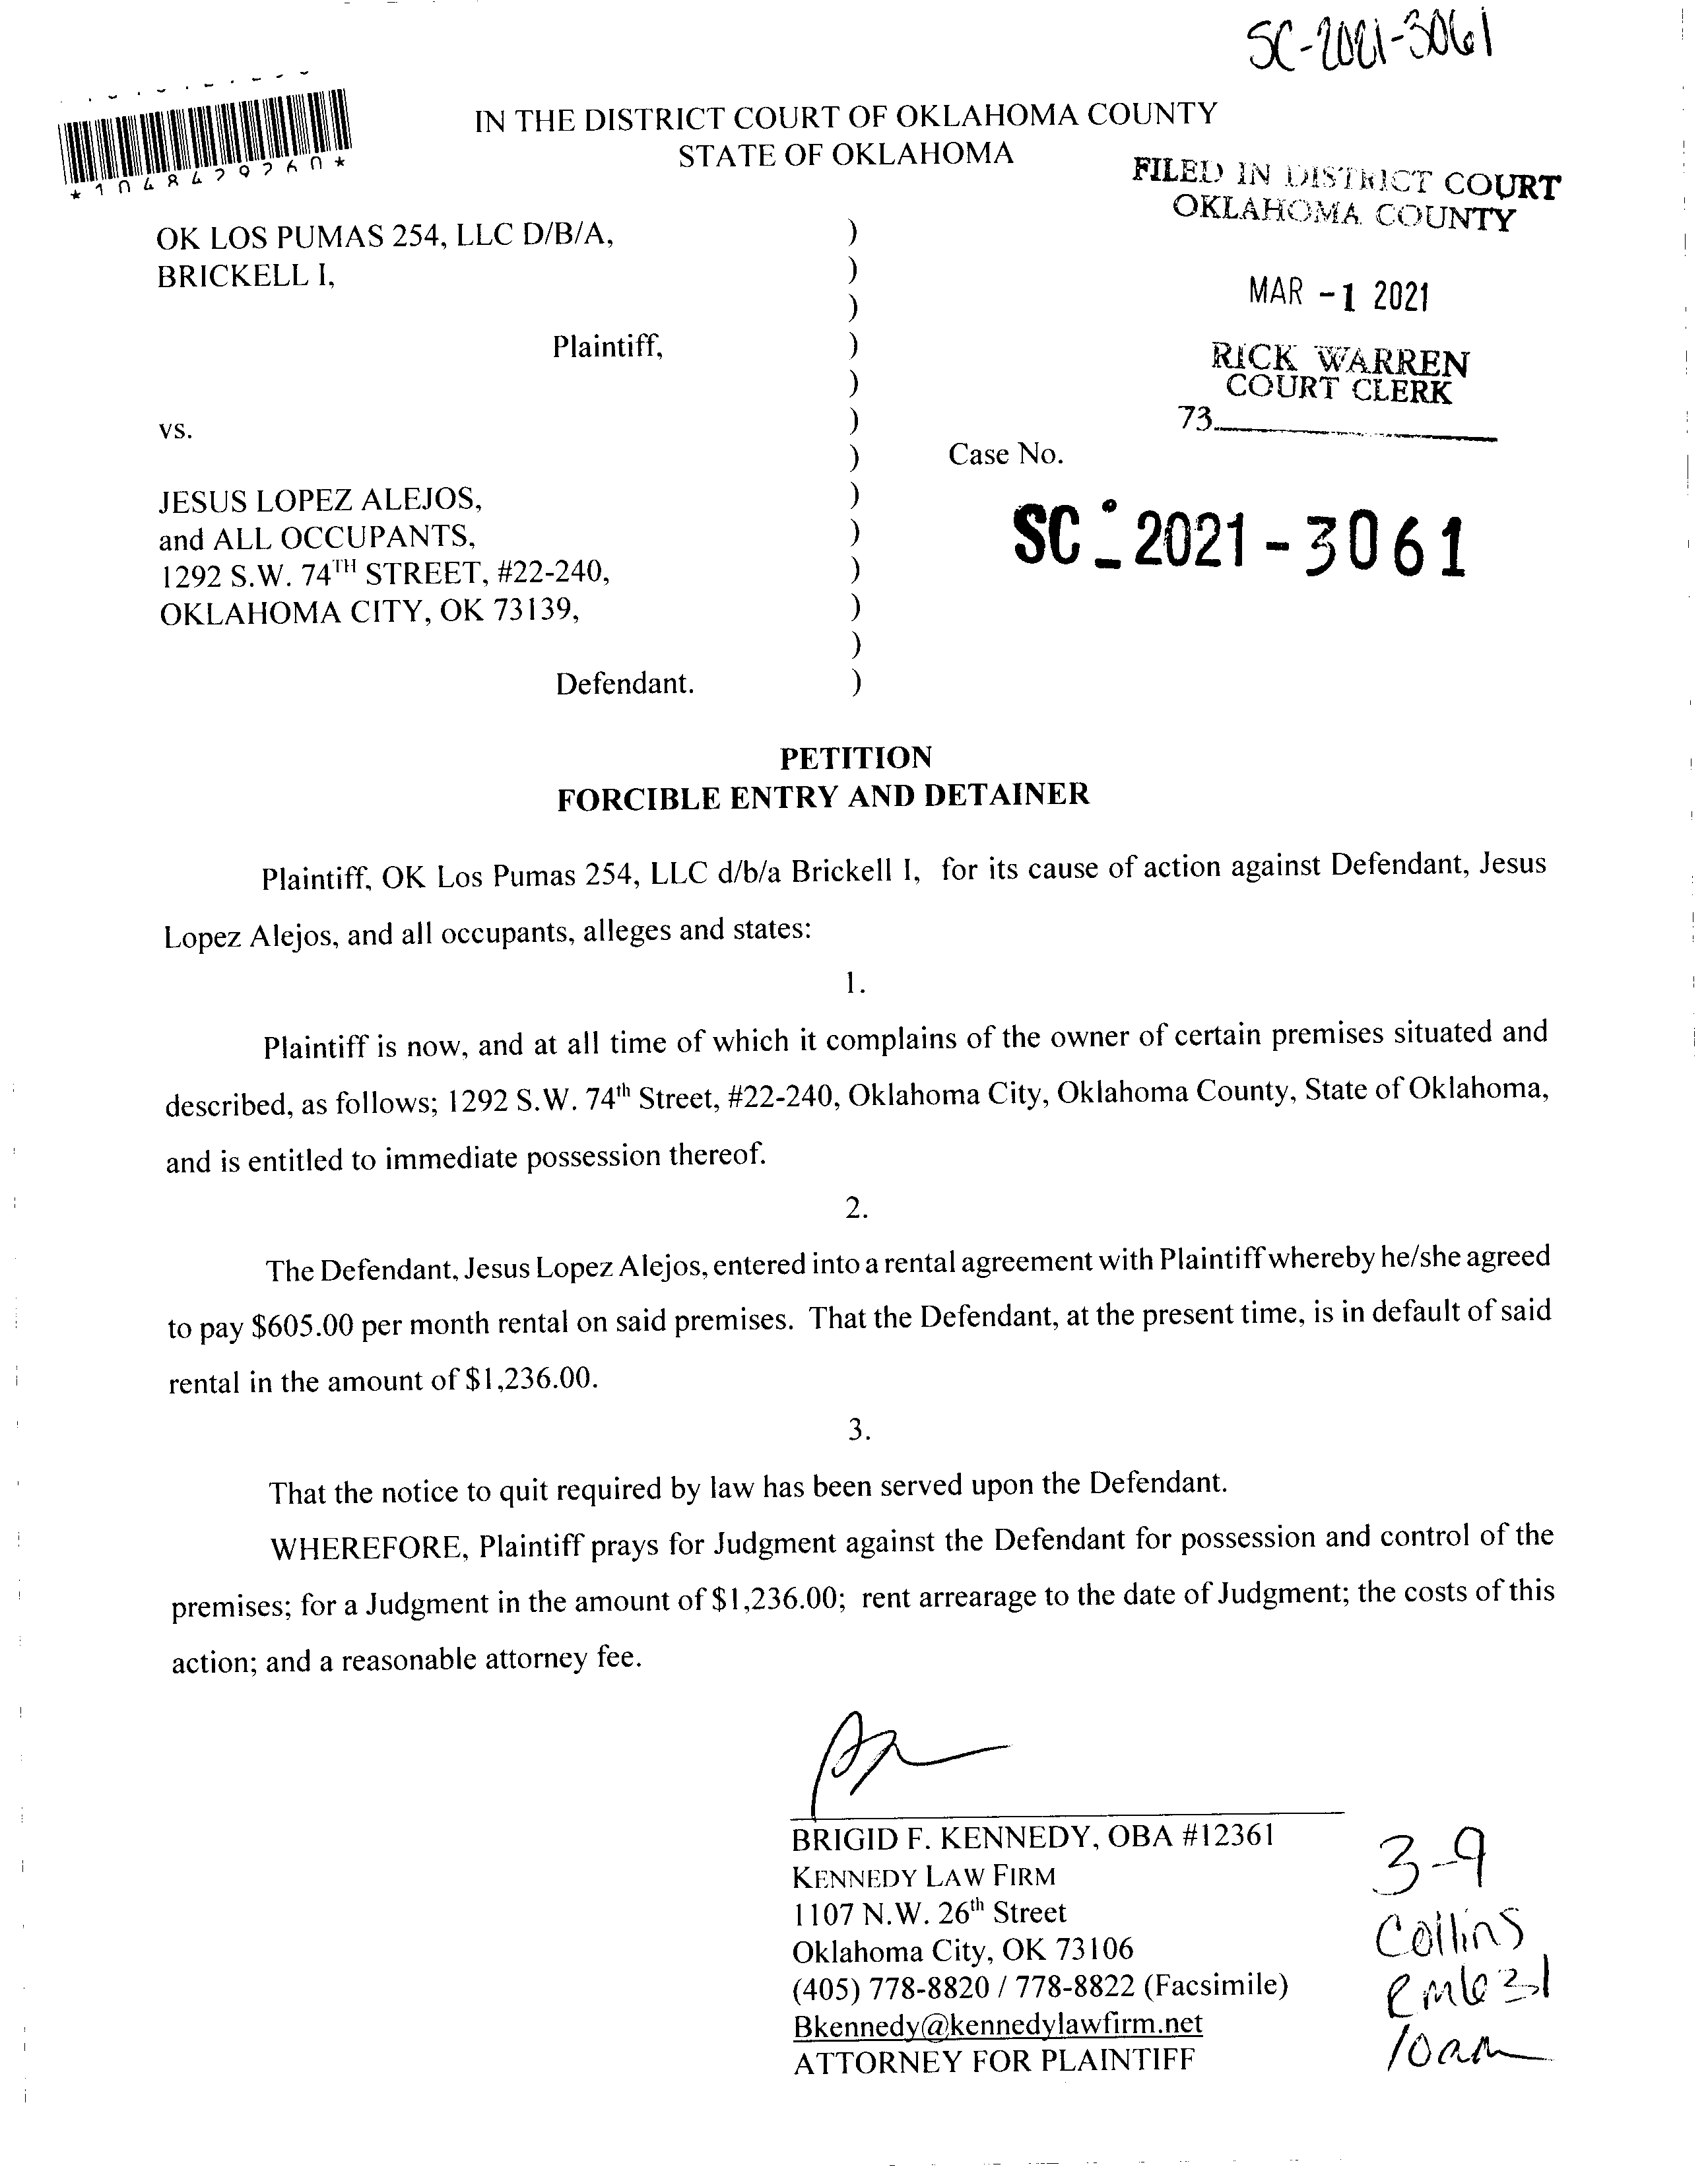 SC-2021-3061
*1048479260*
IN THE DISTRICT COURT OF OKLAHOMA COUNTY
STATE OF OKLAHOMA
FILED IN DISTRICT COURT
OKLAHOMA COUNTY
MAR -1 2021
RICK WARREN
COURT CLERK
73
OK LOS PUMAS 254, LLC D/B/A, )
BRICKELL I, )
)
Plaintiff, )
)
vs. )
) Case No.
JESUS LOPEZ ALEJOS, )
and ALL OCCUPANTS, ) SC-2021-3061
1292 S.W. 74TH STREET, #22-240, )
OKLAHOMA CITY, OK 73139, )
)
Defendant. )
PETITION
FORCIBLE ENTRY AND DETAINER
Plaintiff, OK Los Pumas 254, LLC d/b/a Brickell I, for its cause of action against Defendant, Jesus
Lopez Alejos, and all occupants, alleges and states:
1.
Plaintiff is now, and at all time of which it complains of the owner of certain premises situated and
described, as follows; 1292 S.W. 74th Street, #22-240, Oklahoma City, Oklahoma County, State of Oklahoma,
and is entitled to immediate possession thereof.
2.
The Defendant, Jesus Lopez Alejos, entered into a rental agreement with Plaintiff whereby he/she agreed
to pay $605.00 per month rental on said premises. That the Defendant, at the present time, is in default of said
rental in the amount of $1,236.00.
3.
That the notice to quit required by law has been served upon the Defendant.
WHEREFORE, Plaintiff prays for Judgment against the Defendant for possession and control of the
premises; for a Judgment in the amount of $1,236.00; rent arrearage to the date of Judgment; the costs of this
action; and a reasonable attorney fee.
BRIGID F. KENNEDY, OBA #12361
KENNEDY LAW FIRM
1107 N.W. 26th Street
Oklahoma City, OK 73106
(405) 778-8820 / 778-8822 (Facsimile)
Bkennedy@kennedylawfirm.net
ATTORNEY FOR PLAINTIFF
3-9
Collins
10am